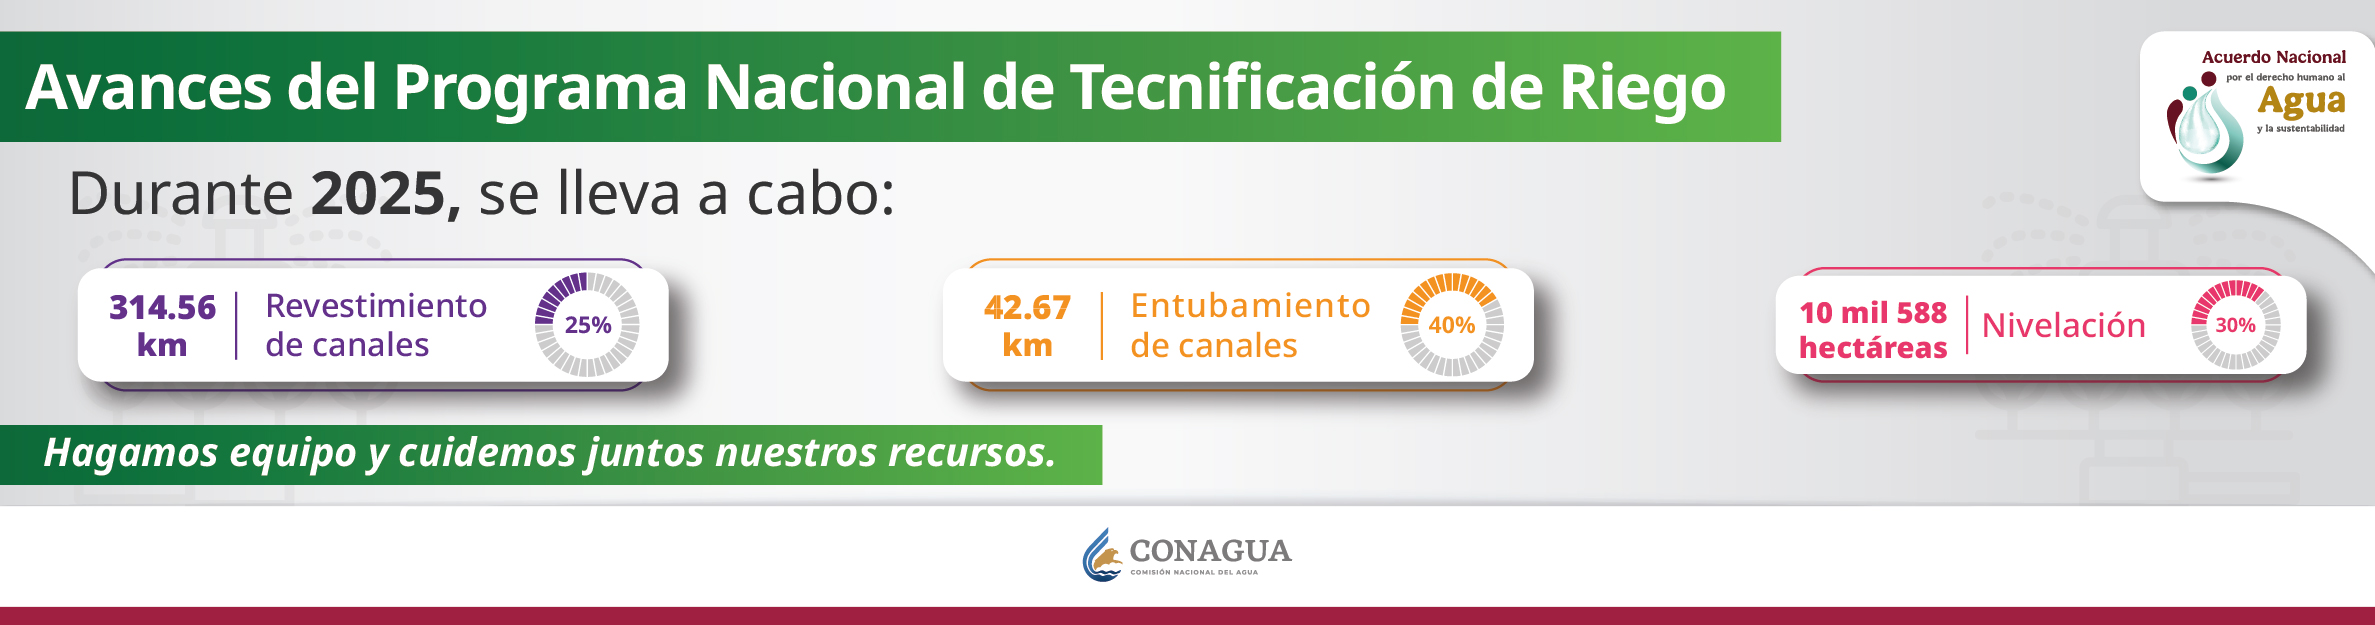 Avances del Programa Nacional de Tecnificación de Riego
Acuerdo Nacional
por el derecho humano al
Agua
y la sustentabilidad
Durante 2025, se lleva a cabo:
314.56
km
Revestimiento
de canales
25%
42.67
km
Entubamiento
de canales
40%
10 mil 588
hectáreas
Nivelación
30%
Hagamos equipo y cuidemos juntos nuestros recursos.
CONAGUA
COMISIÓN NACIONAL DEL AGUA